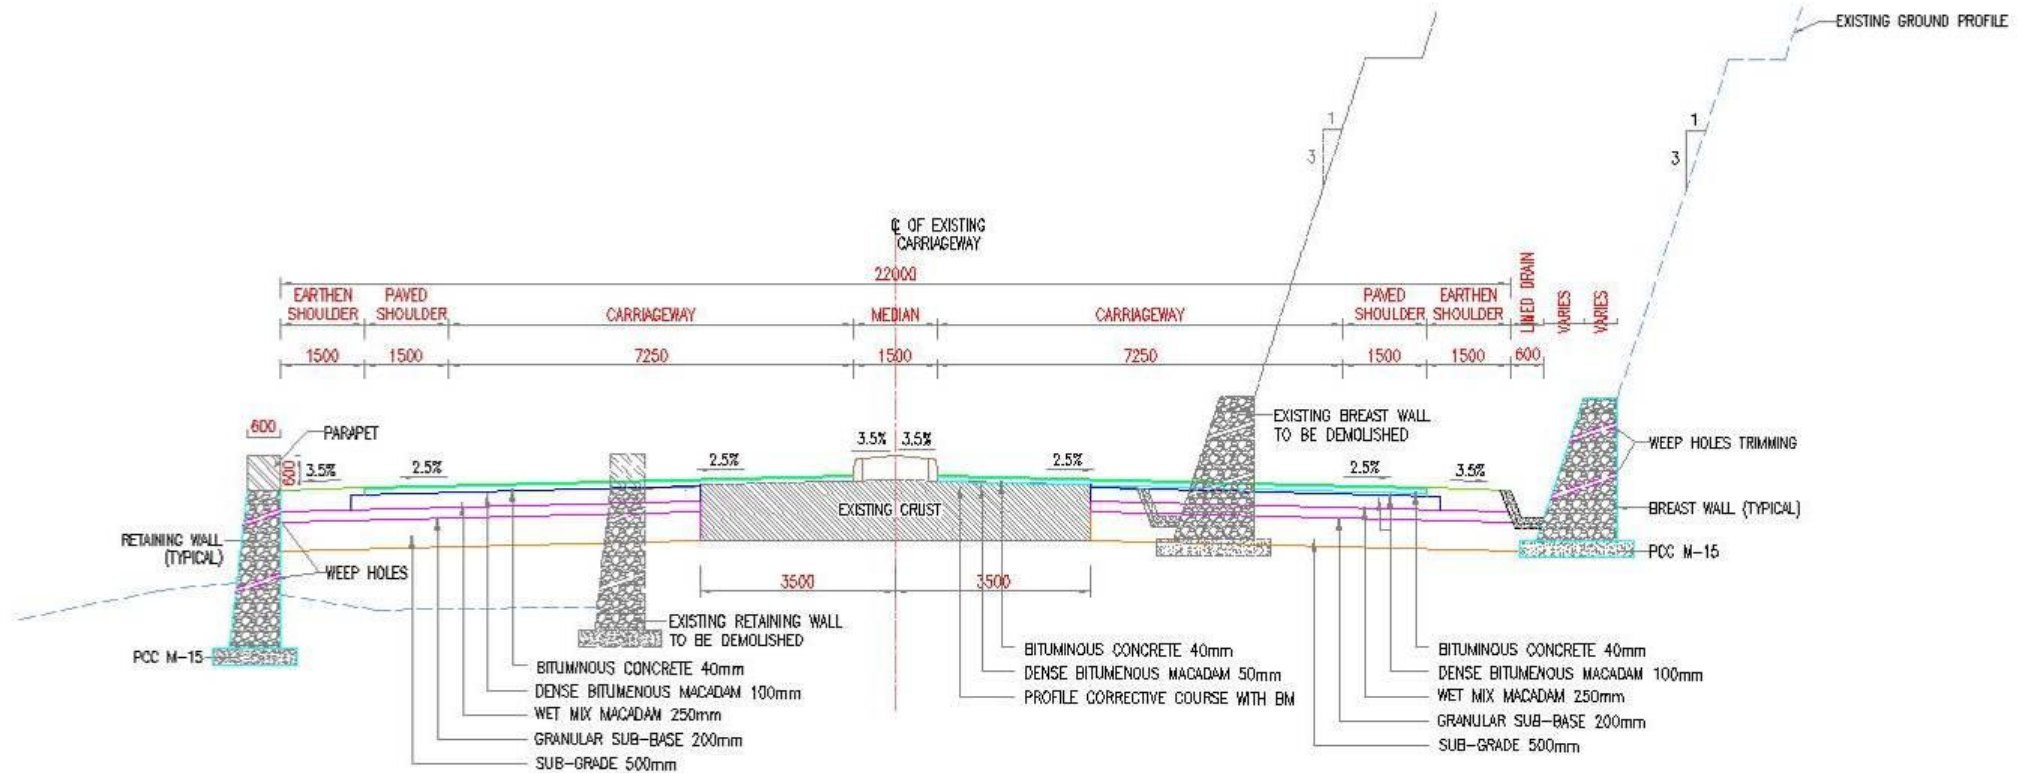 EXISTING GROUND PROFILE
1
3
1
3
℄ OF EXISTING
CARRIAGEWAY
22000
EARTHEN
SHOULDER
PAVED
SHOULDER
CARRIAGEWAY
MEDIAN
CARRIAGEWAY
PAVED
SHOULDER
EARTHEN
SHOULDER
LINED DRAIN
VARIES
VARIES
1500
1500
7250
1500
7250
1500
1500
600
600
PARAPET
600
3.5%
2.5%
2.5%
3.5%
3.5%
2.5%
2.5%
3.5%
EXISTING BREAST WALL
TO BE DEMOLISHED
WEEP HOLES TRIMMING
EXISTING CRUST
BREAST WALL (TYPICAL)
RETAINING WALL
(TYPICAL)
WEEP HOLES
PCC M-15
3500
3500
EXISTING RETAINING WALL
TO BE DEMOLISHED
PCC M-15
BITUMINOUS CONCRETE 40mm
DENSE BITUMENOUS MACADAM 100mm
WET MIX MACADAM 250mm
GRANULAR SUB-BASE 200mm
SUB-GRADE 500mm
BITUMINOUS CONCRETE 40mm
DENSE BITUMENOUS MACADAM 50mm
PROFILE CORRECTIVE COURSE WITH BM
BITUMINOUS CONCRETE 40mm
DENSE BITUMENOUS MACADAM 100mm
WET MIX MACADAM 250mm
GRANULAR SUB-BASE 200mm
SUB-GRADE 500mm